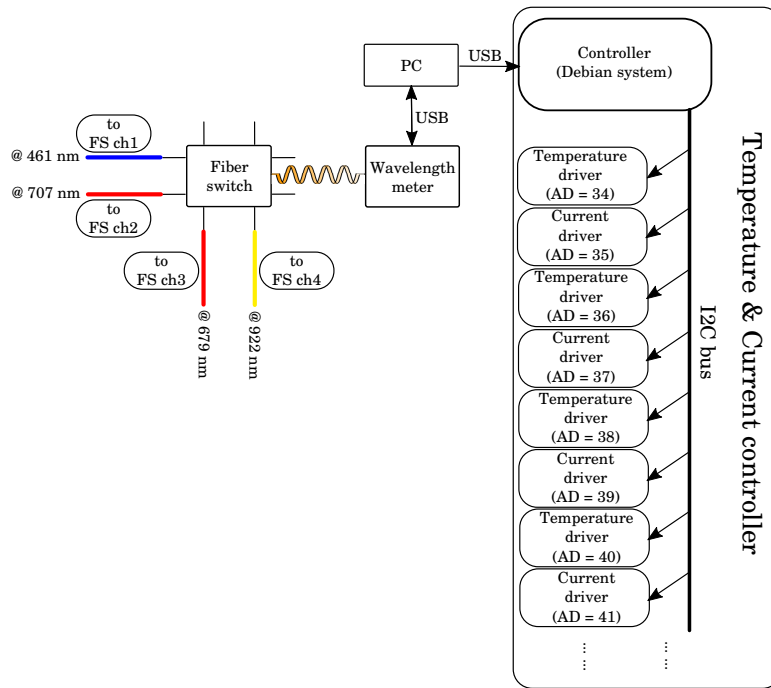 to
FS ch1
@ 461 nm
@ 707 nm
to
FS ch2
Fiber
switch
to
FS ch3
to
FS ch4
@ 679 nm
@ 922 nm
PC
USB
USB
Wavelength
meter
Controller
(Debian system)
Temperature
driver
(AD = 34)
Current
driver
(AD = 35)
Temperature
driver
(AD = 36)
Current
driver
(AD = 37)
Temperature
driver
(AD = 38)
Current
driver
(AD = 39)
Temperature
driver
(AD = 40)
Current
driver
(AD = 41)
I2C bus
Temperature & Current controller